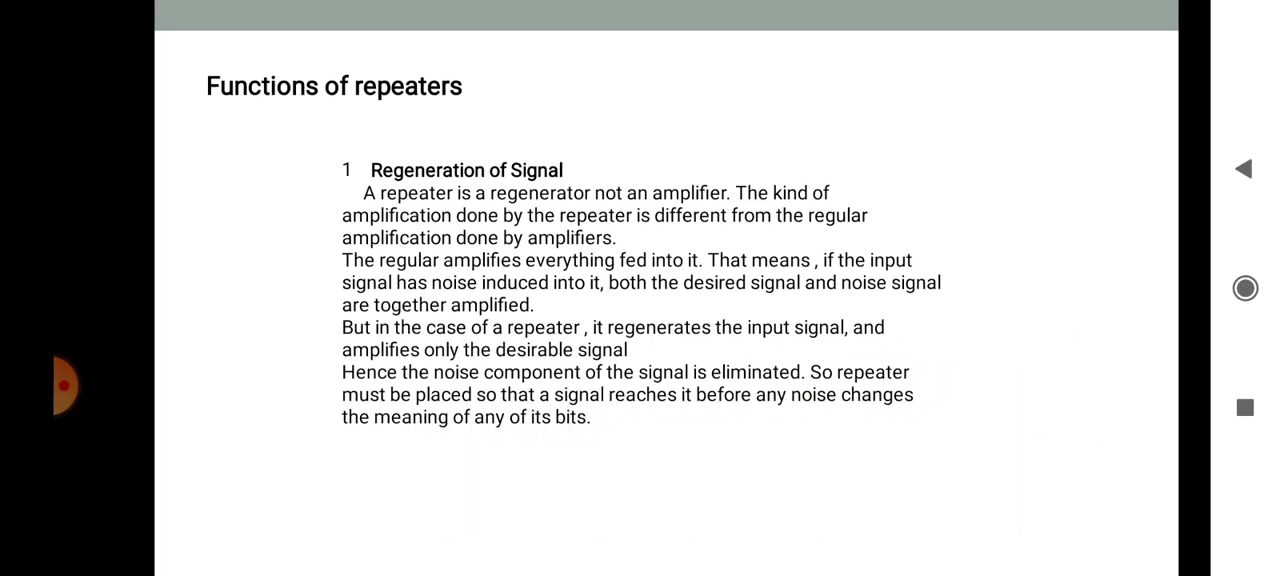 Functions of repeaters
1 Regeneration of Signal
A repeater is a regenerator not an amplifier. The kind of
amplification done by the repeater is different from the regular
amplification done by amplifiers.
The regular amplifies everything fed into it. That means , if the input
signal has noise induced into it, both the desired signal and noise signal
are together amplified.
But in the case of a repeater , it regenerates the input signal, and
amplifies only the desirable signal
Hence the noise component of the signal is eliminated. So repeater
must be placed so that a signal reaches it before any noise changes
the meaning of any of its bits.